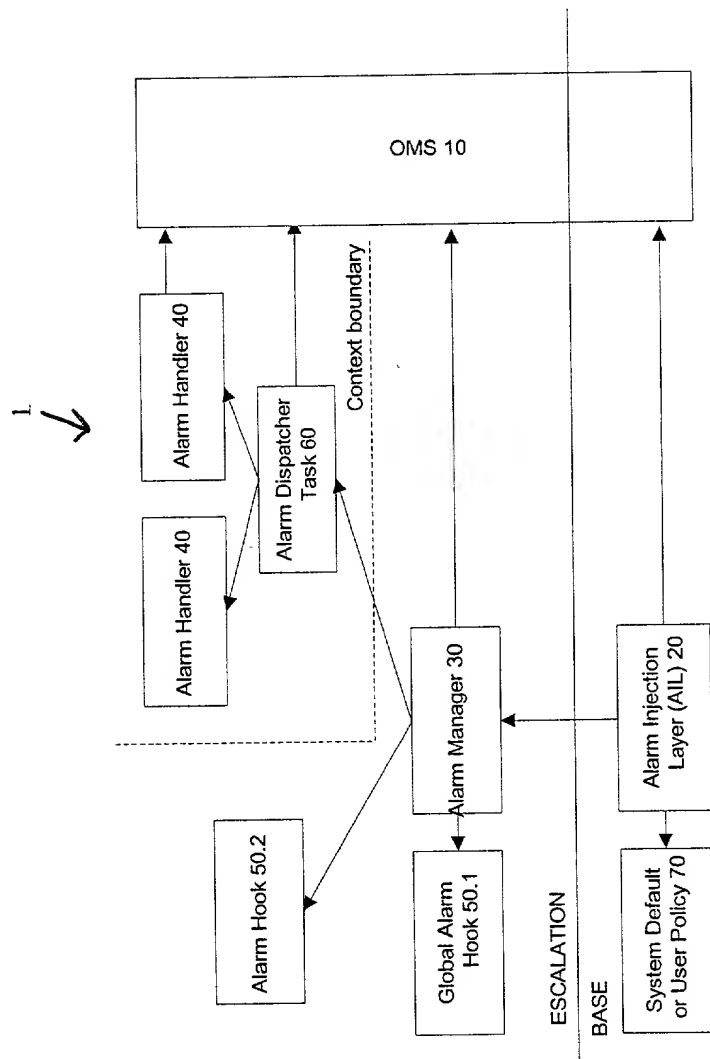 1
Alarm Handler 40
Alarm Handler 40
Alarm Dispatcher
Task 60
Context boundary
OMS 10
Alarm Hook 50.2
Alarm Manager 30
Global Alarm
Hook 50.1
ESCALATION
BASE
Alarm Injection
Layer (AIL) 20
System Default
or User Policy 70